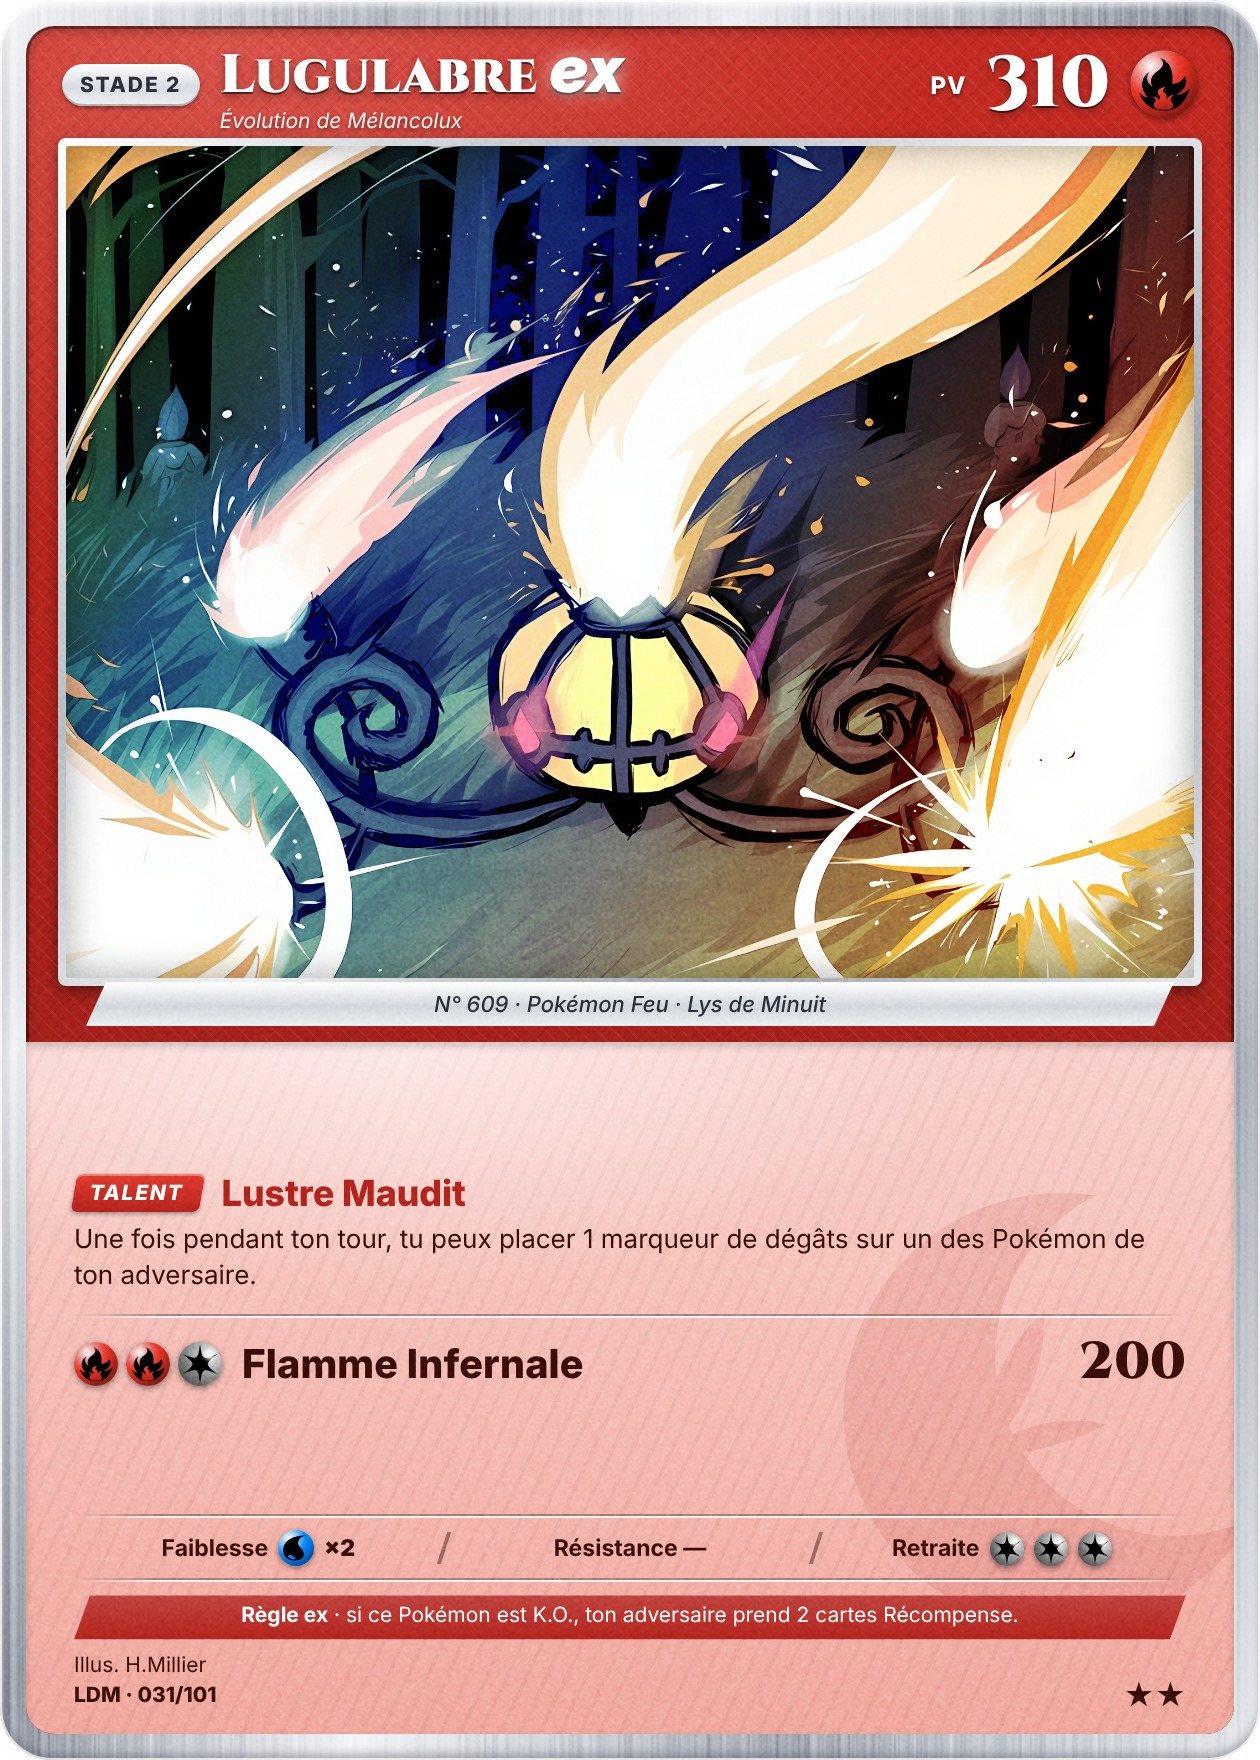 STADE 2
LUGULABRE ex
PV 310
Évolution de Mélancolux
N° 609 · Pokémon Feu · Lys de Minuit
TALENT Lustre Maudit
Une fois pendant ton tour, tu peux placer 1 marqueur de dégâts sur un des Pokémon de
ton adversaire.
Flamme Infernale 200
Faiblesse ×2 / Résistance — / Retraite
Règle ex · si ce Pokémon est K.O., ton adversaire prend 2 cartes Récompense.
Illus. H.Millier
LDM · 031/101 ★★